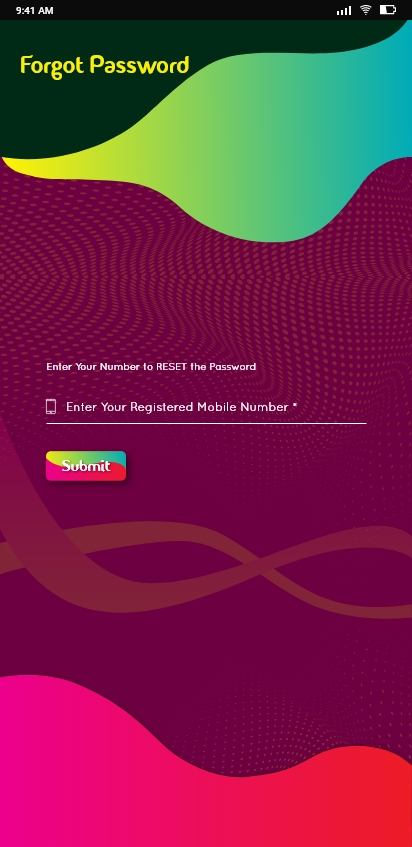 9:41 AM
Forgot Password
Enter Your Number to RESET the Password
Enter Your Registered Mobile Number *
Submit